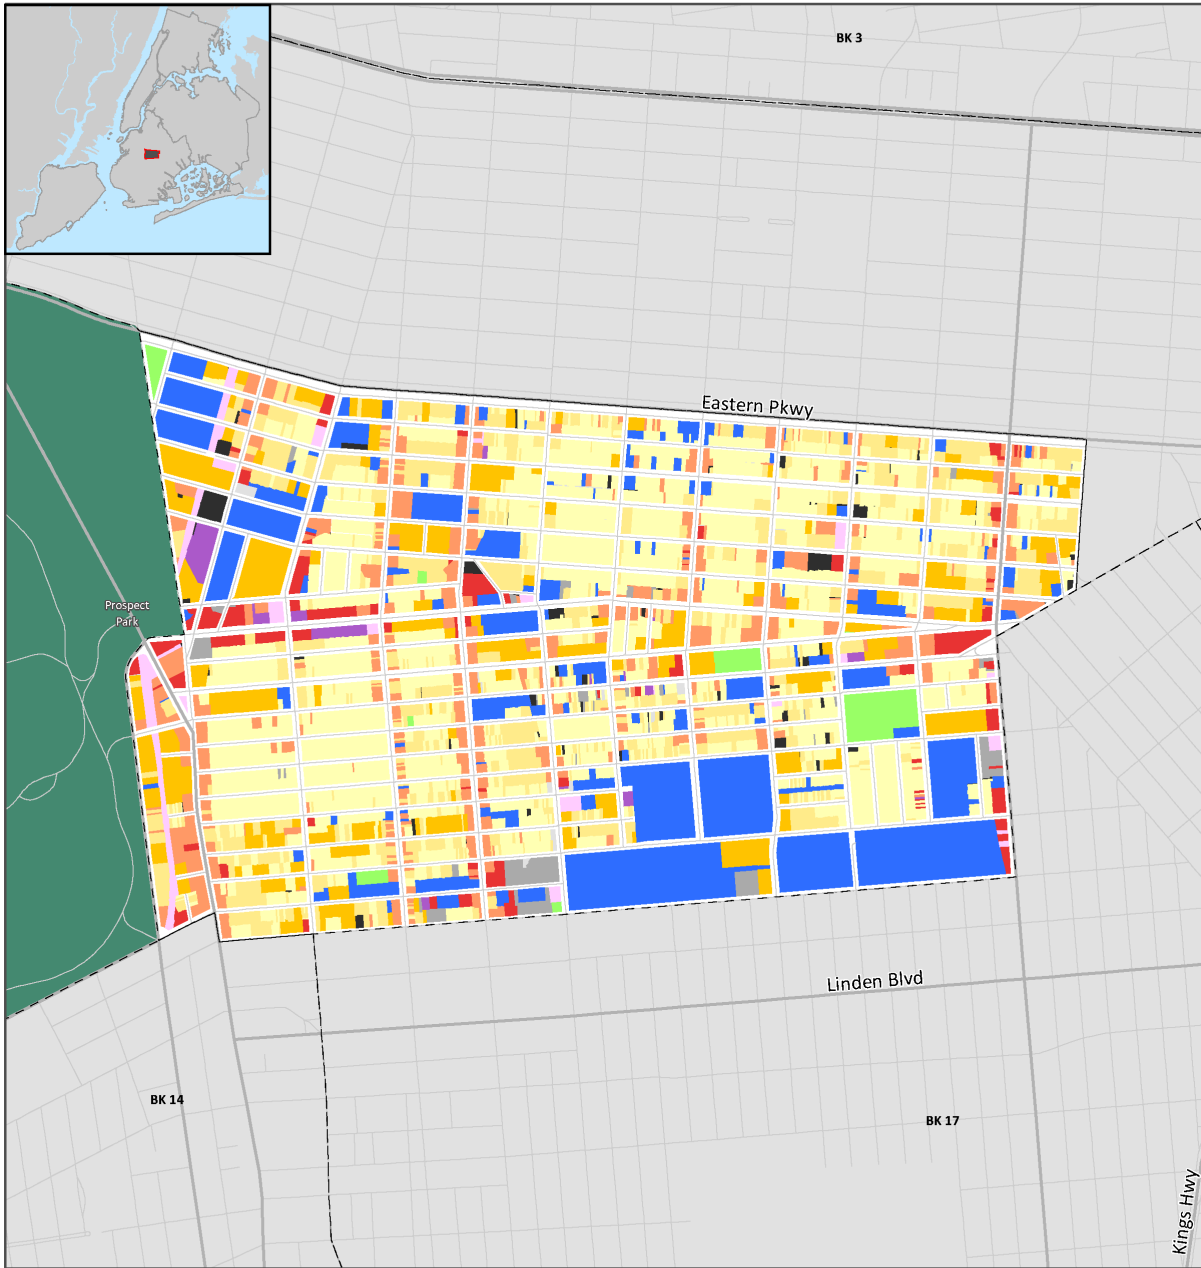 BK 3
Eastern Pkwy
Prospect
Park
Linden Blvd
BK 14
BK 17
Kings Hwy